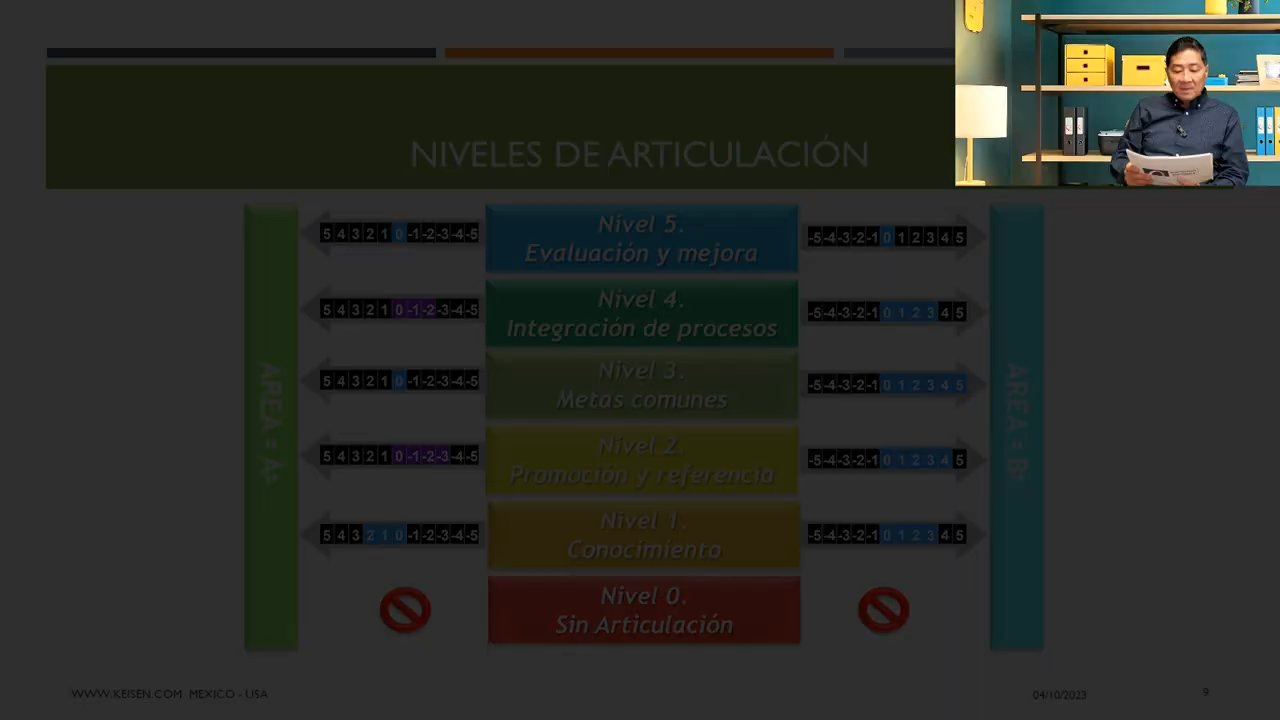 NIVELES DE ARTICULACIÓN
5 4 3 2 1 0 -1 -2 -3 -4 -5
Nivel 5.
Evaluación y mejora
-5 -4 -3 -2 -1 0 1 2 3 4 5
5 4 3 2 1 0 -1 -2 -3 -4 -5
Nivel 4.
Integración de procesos
-5 -4 -3 -2 -1 0 1 2 3 4 5
5 4 3 2 1 0 -1 -2 -3 -4 -5
Nivel 3.
Metas comunes
-5 -4 -3 -2 -1 0 1 2 3 4 5
AREA = A=
AREA = B=
5 4 3 2 1 0 -1 -2 -3 -4 -5
Nivel 2.
Promoción y referencia
-5 -4 -3 -2 -1 0 1 2 3 4 5
5 4 3 2 1 0 -1 -2 -3 -4 -5
Nivel 1.
Conocimiento
-5 -4 -3 -2 -1 0 1 2 3 4 5
Nivel 0.
Sin Articulación
WWW.KEISEN.COM MEXICO - USA
04/10/2023
9